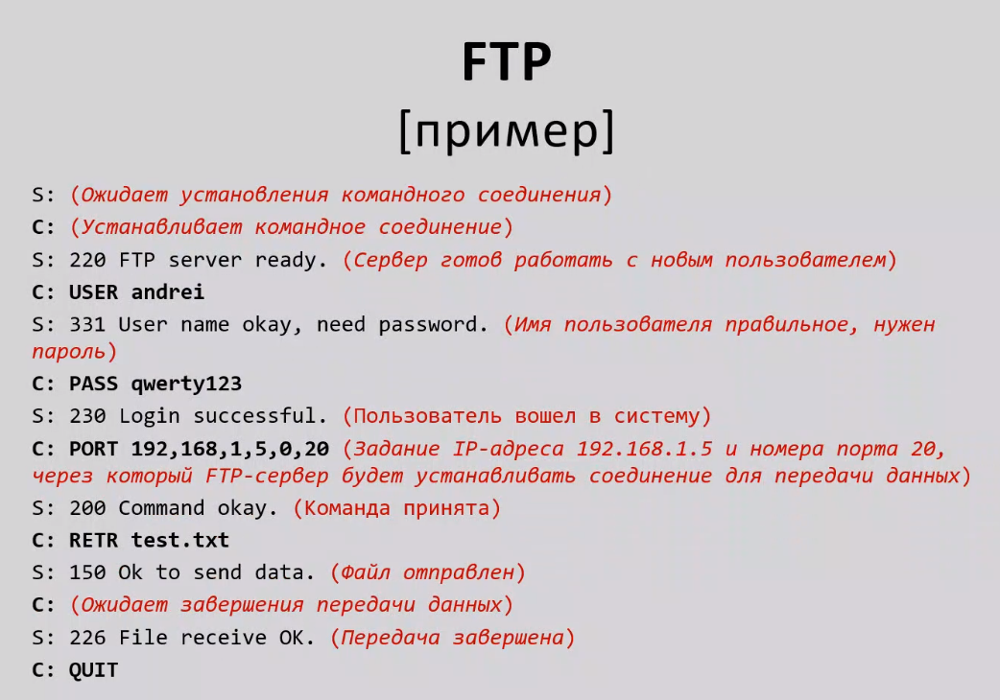 FTP
[пример]
S: (Ожидает установления командного соединения)
C: (Устанавливает командное соединение)
S: 220 FTP server ready. (Сервер готов работать с новым пользователем)
C: USER andrei
S: 331 User name okay, need password. (Имя пользователя правильное, нужен
пароль)
C: PASS qwerty123
S: 230 Login successful. (Пользователь вошел в систему)
C: PORT 192,168,1,5,0,20 (Задание IP-адреса 192.168.1.5 и номера порта 20,
через который FTP-сервер будет устанавливать соединение для передачи данных)
S: 200 Command okay. (Команда принята)
C: RETR test.txt
S: 150 Ok to send data. (Файл отправлен)
C: (Ожидает завершения передачи данных)
S: 226 File receive OK. (Передача завершена)
C: QUIT